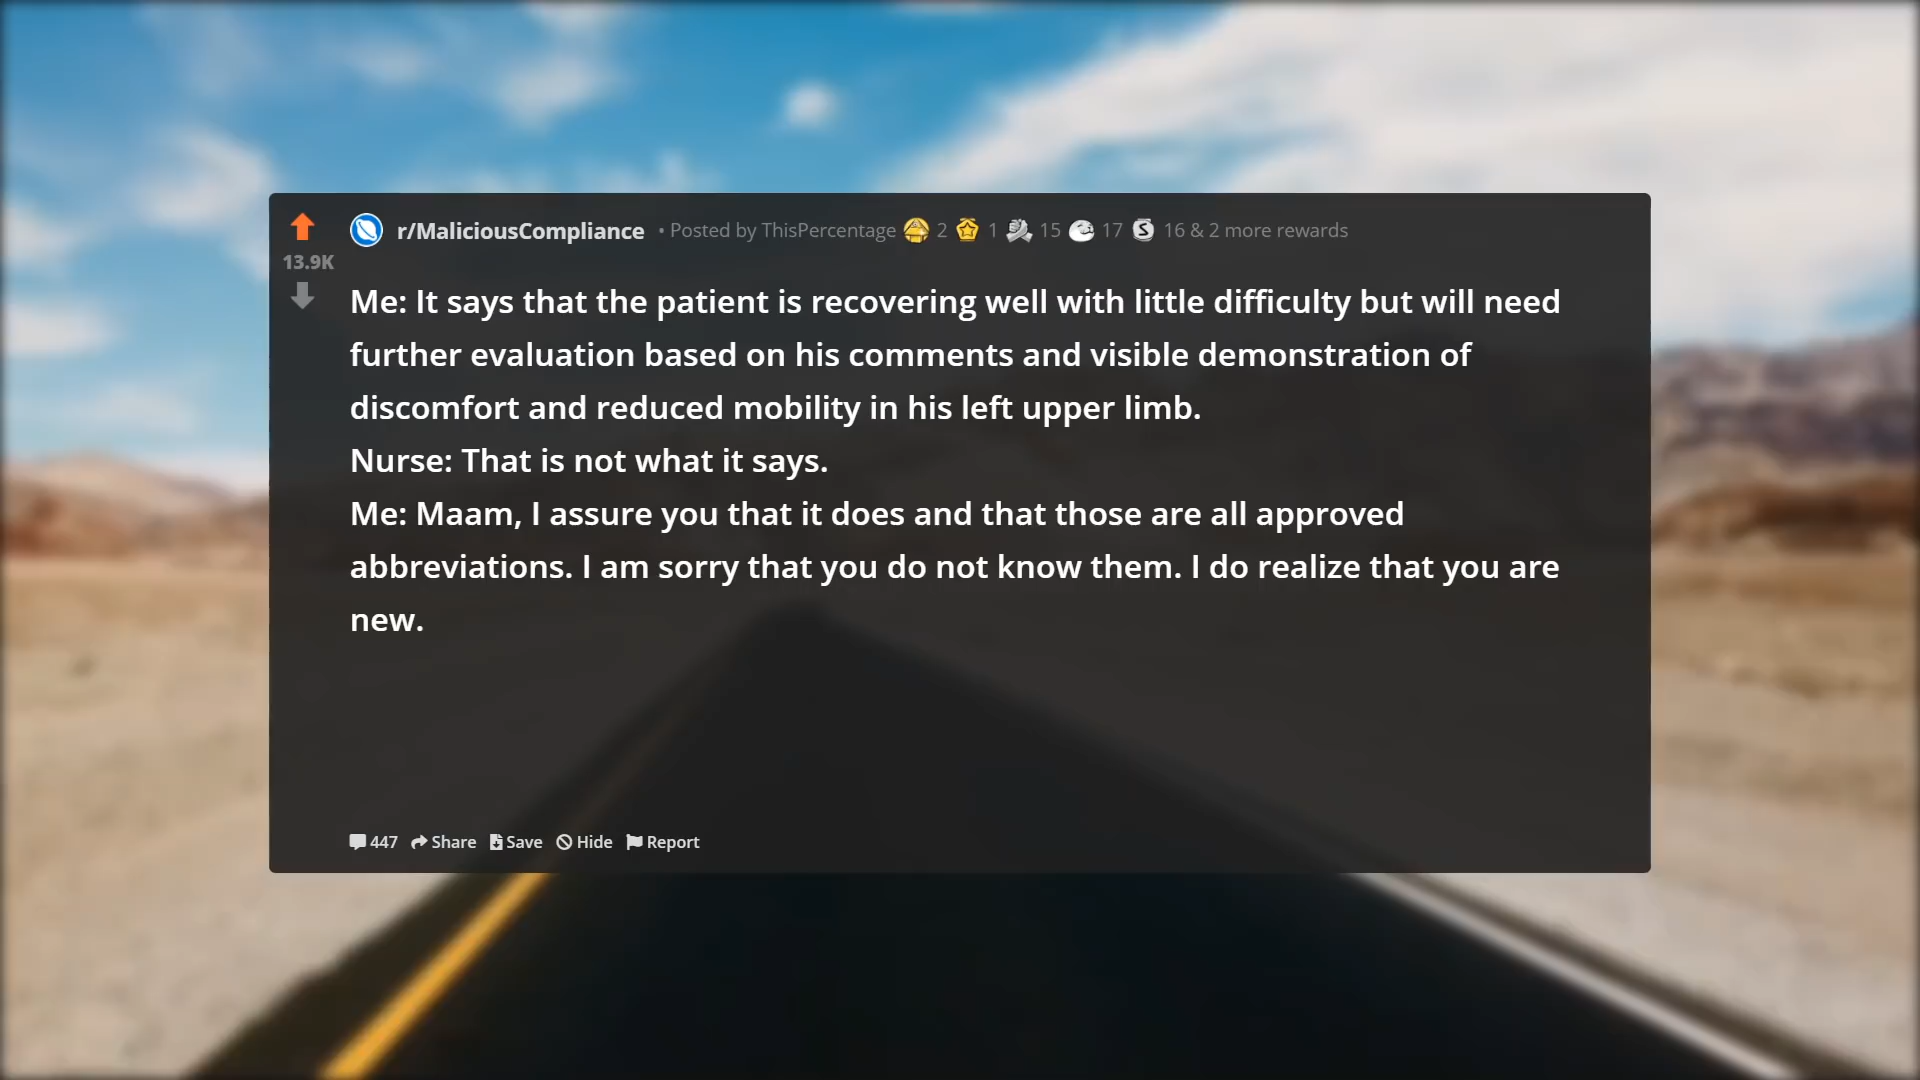 r/MaliciousCompliance • Posted by ThisPercentage 2 1 15 17 S 16 & 2 more rewards
13.9K
Me: It says that the patient is recovering well with little difficulty but will need
further evaluation based on his comments and visible demonstration of
discomfort and reduced mobility in his left upper limb.
Nurse: That is not what it says.
Me: Maam, I assure you that it does and that those are all approved
abbreviations. I am sorry that you do not know them. I do realize that you are
new.
447 Share Save Hide Report